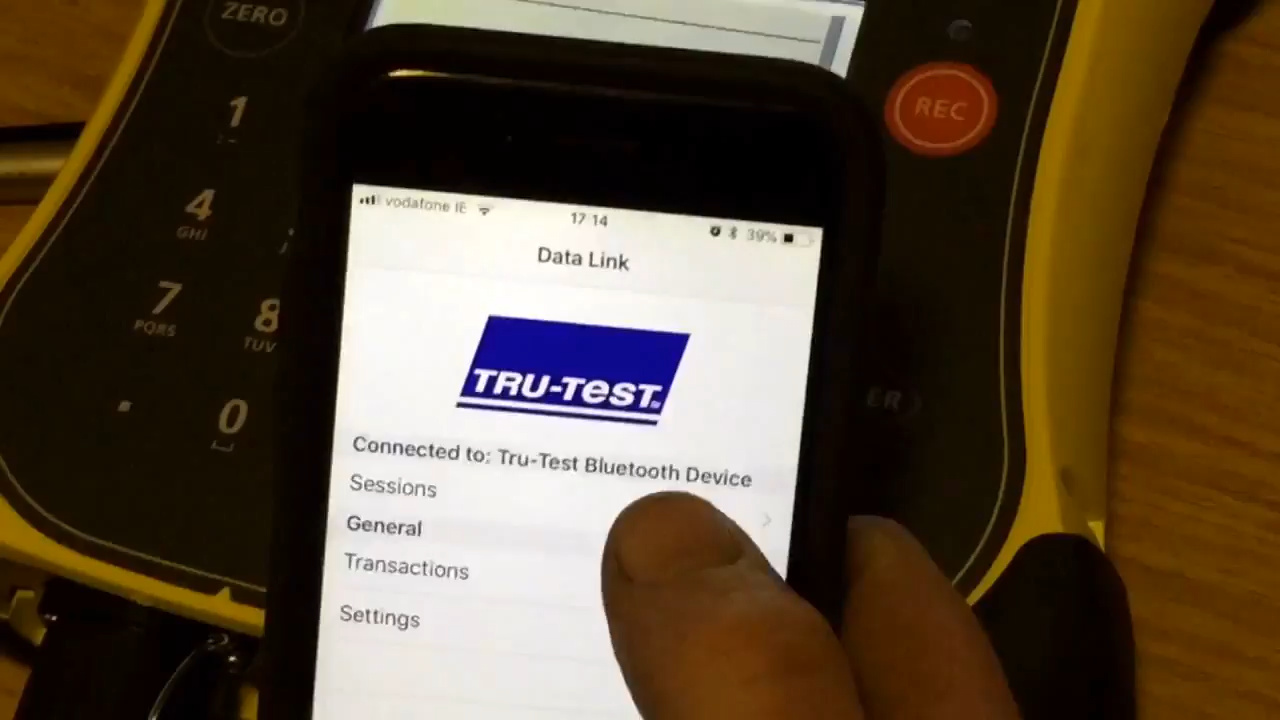 ZERO
REC
1
4
GHI
7
PQRS
8
TUV
0
ER
vodafone IE
17 14
39%
Data Link
TRU-TEST
Connected to: Tru-Test Bluetooth Device
Sessions
General
Transactions
Settings